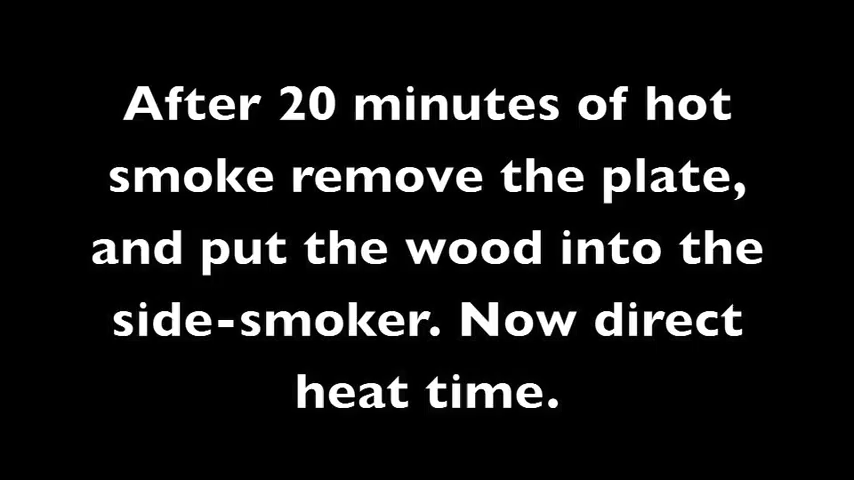 After 20 minutes of hot
smoke remove the plate,
and put the wood into the
side-smoker. Now direct
heat time.